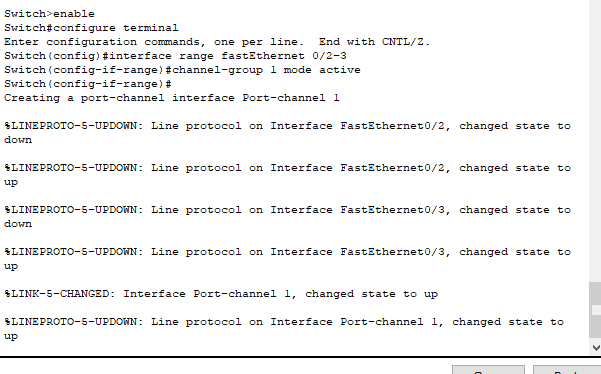 Switch>enable
Switch#configure terminal
Enter configuration commands, one per line.  End with CNTL/Z.
Switch(config)#interface range fastEthernet 0/2-3
Switch(config-if-range)#channel-group 1 mode active
Switch(config-if-range)#
Creating a port-channel interface Port-channel 1
%LINEPROTO-5-UPDOWN: Line protocol on Interface FastEthernet0/2, changed state to
down
%LINEPROTO-5-UPDOWN: Line protocol on Interface FastEthernet0/2, changed state to
up
%LINEPROTO-5-UPDOWN: Line protocol on Interface FastEthernet0/3, changed state to
down
%LINEPROTO-5-UPDOWN: Line protocol on Interface FastEthernet0/3, changed state to
up
%LINK-5-CHANGED: Interface Port-channel 1, changed state to up
%LINEPROTO-5-UPDOWN: Line protocol on Interface Port-channel 1, changed state to
up